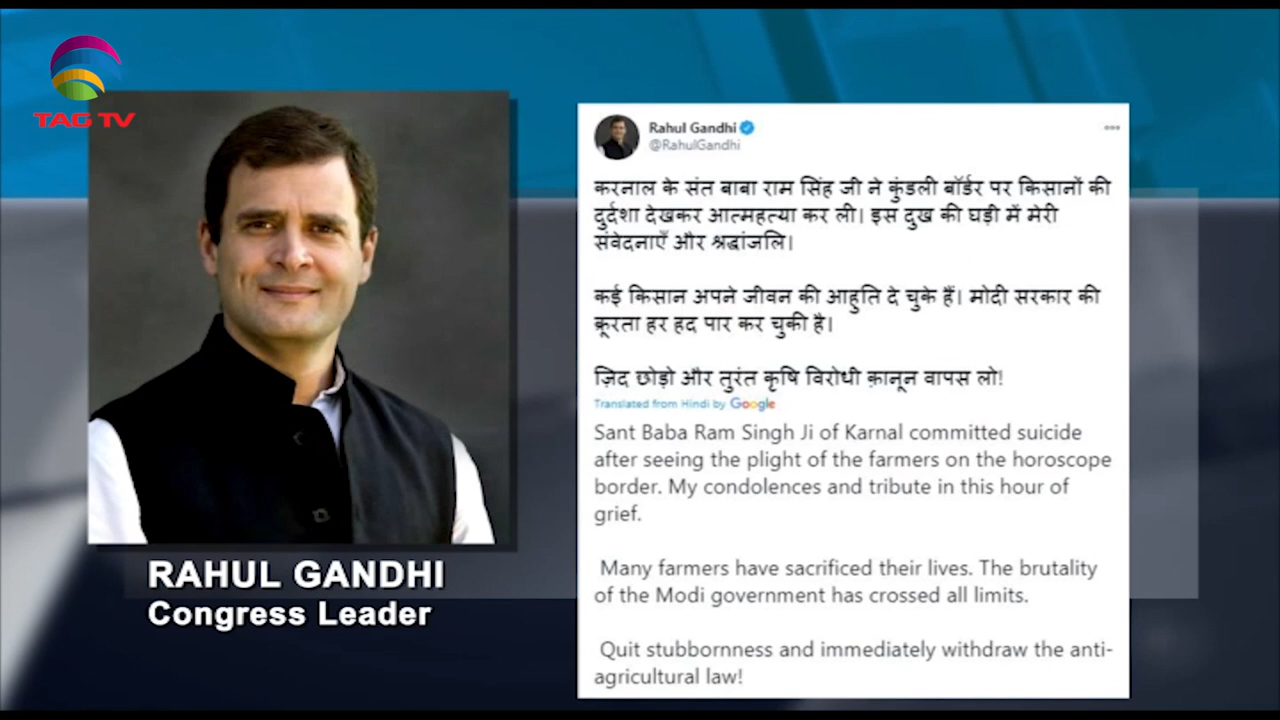 TAG TV
RAHUL GANDHI
Congress Leader
Rahul Gandhi
@RahulGandhi
करनाल के संत बाबा राम सिंह जी ने कुंडली बॉर्डर पर किसानों की
दुर्दशा देखकर आत्महत्या कर ली। इस दुख की घड़ी में मेरी
संवेदनाएँ और श्रद्धांजलि।
कई किसान अपने जीवन की आहुति दे चुके हैं। मोदी सरकार की
क्रूरता हर हद पार कर चुकी है।
ज़िद छोड़ो और तुरंत कृषि विरोधी क़ानून वापस लो!
Translated from Hindi by Google
Sant Baba Ram Singh Ji of Karnal committed suicide
after seeing the plight of the farmers on the horoscope
border. My condolences and tribute in this hour of
grief.
Many farmers have sacrificed their lives. The brutality
of the Modi government has crossed all limits.
Quit stubbornness and immediately withdraw the anti-
agricultural law!